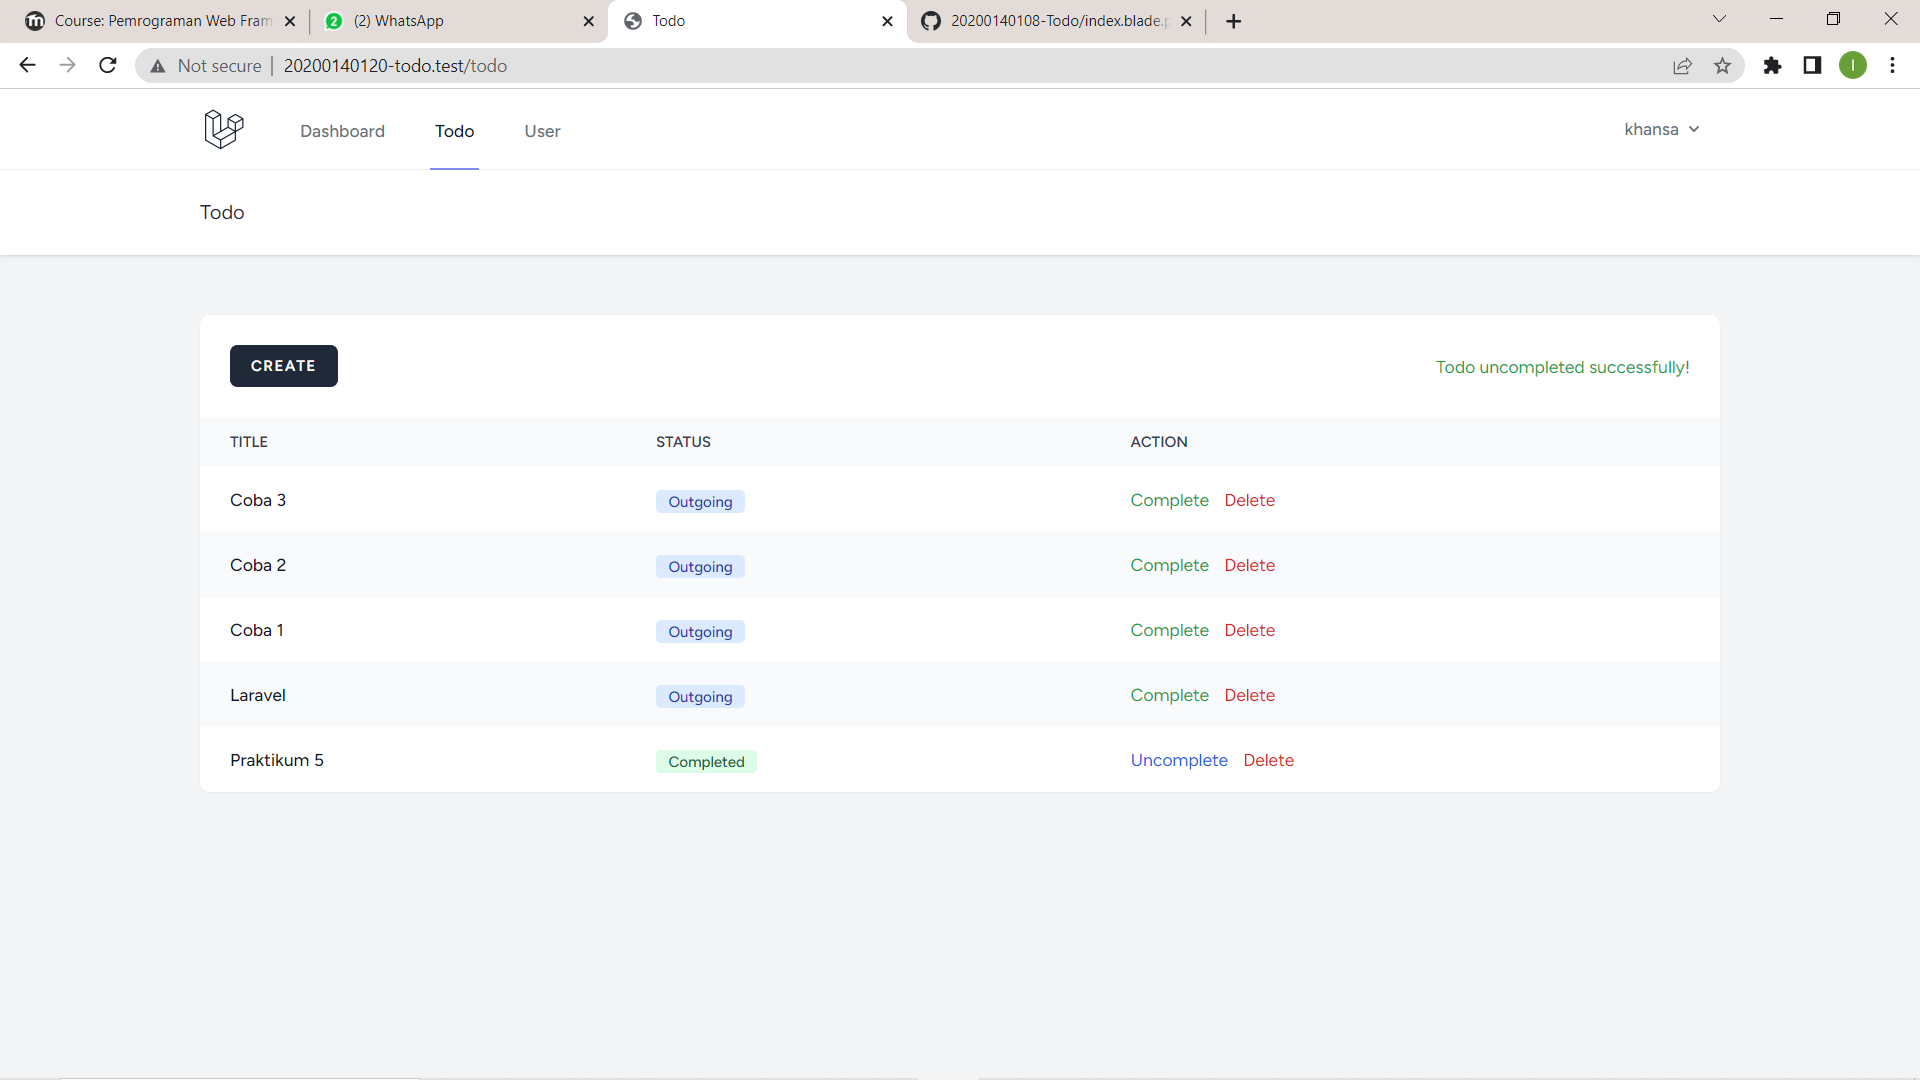 Course: Pemrograman Web Fram
2 (2) WhatsApp
Todo
20200140108-Todo/index.blade.p
Not secure 20200140120-todo.test/todo
I
Dashboard Todo User khansa
Todo
CREATE Todo uncompleted successfully!
TITLE STATUS ACTION
Coba 3 Outgoing Complete Delete
Coba 2 Outgoing Complete Delete
Coba 1 Outgoing Complete Delete
Laravel Outgoing Complete Delete
Praktikum 5 Completed Uncomplete Delete